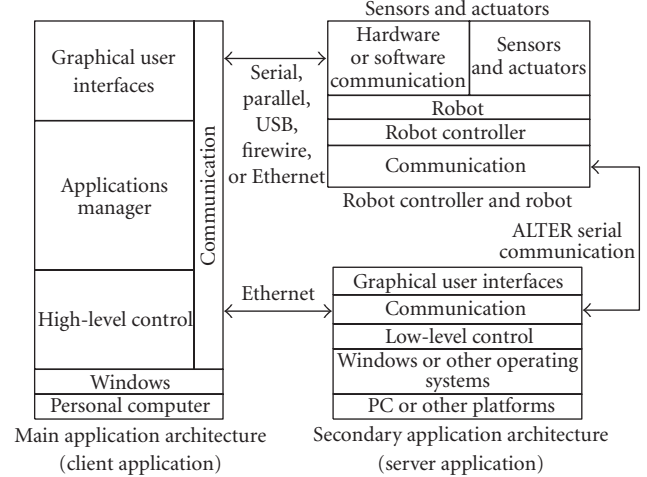 Graphical user
interfaces
Applications
manager
High-level control
Communication
Windows
Personal computer
Main application architecture
(client application)
Serial,
parallel,
USB,
firewire,
or Ethernet
Ethernet
Sensors and actuators
Hardware
or software
communication
Sensors
and actuators
Robot
Robot controller
Communication
Robot controller and robot
ALTER serial
communication
Graphical user interfaces
Communication
Low-level control
Windows or other operating
systems
PC or other platforms
Secondary application architecture
(server application)